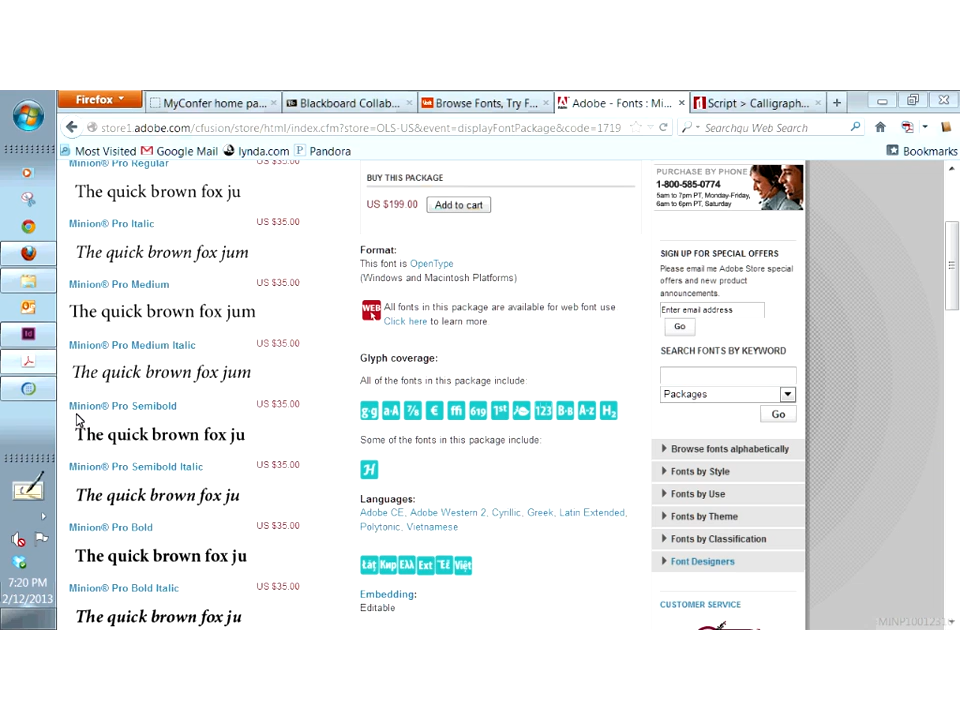 Firefox
MyConfer home pa...
Blackboard Collab...
Browse Fonts, Try F...
Adobe - Fonts : Mi...
Script > Calligraph...
store1.adobe.com/cfusion/store/html/index.cfm?store=OLS-US&event=displayFontPackage&code=1719
Searchqu Web Search
Most Visited
Google Mail
lynda.com
Pandora
Bookmarks
Minion® Pro Regular US $35.00
The quick brown fox ju
Minion® Pro Italic US $35.00
The quick brown fox jum
Minion® Pro Medium US $35.00
The quick brown fox jum
Minion® Pro Medium Italic US $35.00
The quick brown fox jum
Minion® Pro Semibold US $35.00
The quick brown fox ju
Minion® Pro Semibold Italic US $35.00
The quick brown fox ju
Minion® Pro Bold US $35.00
The quick brown fox ju
Minion® Pro Bold Italic US $35.00
The quick brown fox ju
BUY THIS PACKAGE
US $199.00 Add to cart
Format:
This font is OpenType
(Windows and Macintosh Platforms)
WEB
All fonts in this package are available for web font use
Click here to learn more.
Glyph coverage:
All of the fonts in this package include:
g·g a·A 7/8 € ffi 619 1st 123 B·B A-Z H2
Some of the fonts in this package include:
H
Languages:
Adobe CE, Adobe Western 2, Cyrillic, Greek, Latin Extended,
Polytonic, Vietnamese
Łàţ Кир Ελλ Ext Έλ Việt
Embedding:
Editable
PURCHASE BY PHONE
1-800-585-0774
5am to 7pm PT, Monday-Friday,
6am to 6pm PT, Saturday
SIGN UP FOR SPECIAL OFFERS
Please email me Adobe Store special
offers and new product
announcements.
Enter email address
Go
SEARCH FONTS BY KEYWORD
Packages
Go
Browse fonts alphabetically
Fonts by Style
Fonts by Use
Fonts by Theme
Fonts by Classification
Font Designers
CUSTOMER SERVICE
7:20 PM
2/12/2013